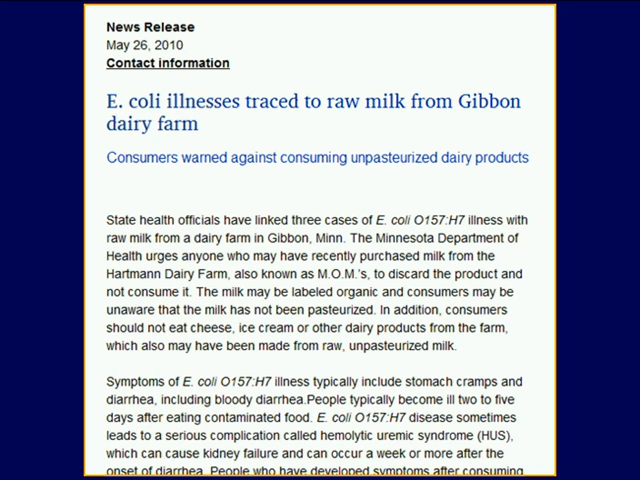 News Release
May 26, 2010
Contact information
E. coli illnesses traced to raw milk from Gibbon
dairy farm
Consumers warned against consuming unpasteurized dairy products
State health officials have linked three cases of E. coli O157:H7 illness with
raw milk from a dairy farm in Gibbon, Minn. The Minnesota Department of
Health urges anyone who may have recently purchased milk from the
Hartmann Dairy Farm, also known as M.O.M.'s, to discard the product and
not consume it. The milk may be labeled organic and consumers may be
unaware that the milk has not been pasteurized. In addition, consumers
should not eat cheese, ice cream or other dairy products from the farm,
which also may have been made from raw, unpasteurized milk.
Symptoms of E. coli O157:H7 illness typically include stomach cramps and
diarrhea, including bloody diarrhea.People typically become ill two to five
days after eating contaminated food. E. coli O157:H7 disease sometimes
leads to a serious complication called hemolytic uremic syndrome (HUS),
which can cause kidney failure and can occur a week or more after the
onset of diarrhea. People who have developed symptoms after consuming